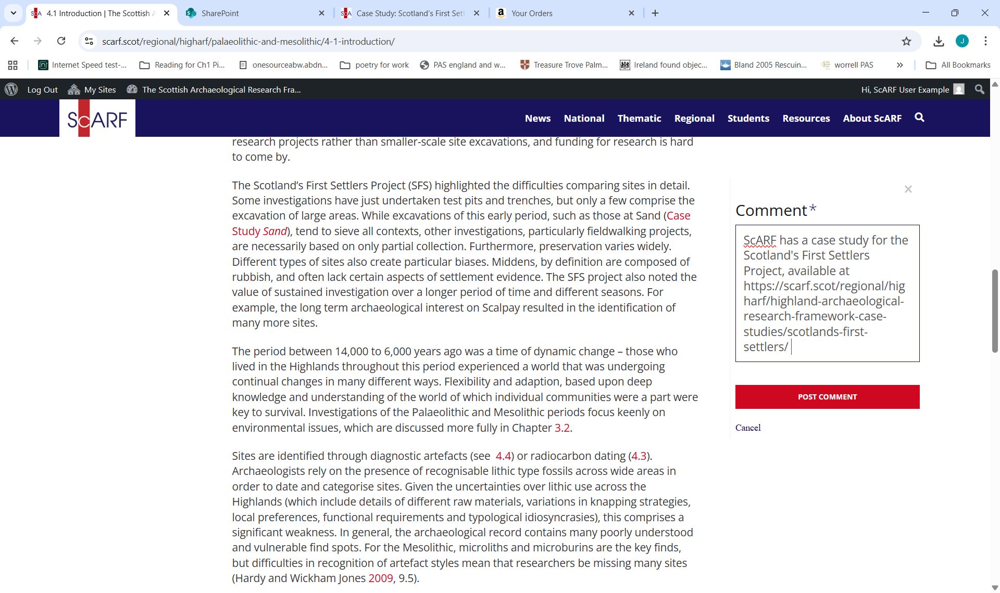 4.1 Introduction | The Scottish A
SharePoint
Case Study: Scotland's First Sett
Your Orders
scarf.scot/regional/higharf/palaeolithic-and-mesolithic/4-1-introduction/
J
Internet Speed test-...
Reading for Ch1 Pi...
onesourceabw.abdn...
poetry for work
PAS england and w...
Treasure Trove Palm...
Ireland found objec...
Bland 2005 Rescuin...
worrell PAS
All Bookmarks
Log Out
My Sites
The Scottish Archaeological Research Fra...
Hi, ScARF User Example
ScARF
News
National
Thematic
Regional
Students
Resources
About ScARF
research projects rather than smaller-scale site excavations, and funding for research is hard
to come by.
The Scotland's First Settlers Project (SFS) highlighted the difficulties comparing sites in detail.
Some investigations have just undertaken test pits and trenches, but only a few comprise the
excavation of large areas. While excavations of this early period, such as those at Sand (Case
Study Sand), tend to sieve all contexts, other investigations, particularly fieldwalking projects,
are necessarily based on only partial collection. Furthermore, preservation varies widely.
Different types of sites also create particular biases. Middens, by definition are composed of
rubbish, and often lack certain aspects of settlement evidence. The SFS project also noted the
value of sustained investigation over a longer period of time and different seasons. For
example, the long term archaeological interest on Scalpay resulted in the identification of
many more sites.
The period between 14,000 to 6,000 years ago was a time of dynamic change – those who
lived in the Highlands throughout this period experienced a world that was undergoing
continual changes in many different ways. Flexibility and adaption, based upon deep
knowledge and understanding of the world of which individual communities were a part were
key to survival. Investigations of the Palaeolithic and Mesolithic periods focus keenly on
environmental issues, which are discussed more fully in Chapter 3.2.
Sites are identified through diagnostic artefacts (see 4.4) or radiocarbon dating (4.3).
Archaeologists rely on the presence of recognisable lithic type fossils across wide areas in
order to date and categorise sites. Given the uncertainties over lithic use across the
Highlands (which include details of different raw materials, variations in knapping strategies,
local preferences, functional requirements and typological idiosyncrasies), this comprises a
significant weakness. In general, the archaeological record contains many poorly understood
and vulnerable find spots. For the Mesolithic, microliths and microburins are the key finds,
but difficulties in recognition of artefact styles mean that researchers be missing many sites
(Hardy and Wickham Jones 2009, 9.5).
Comment*
ScARF has a case study for the
Scotland's First Settlers
Project, available at
https://scarf.scot/regional/hig
harf/highland-archaeological-
research-framework-case-
studies/scotlands-first-
settlers/
POST COMMENT
Cancel